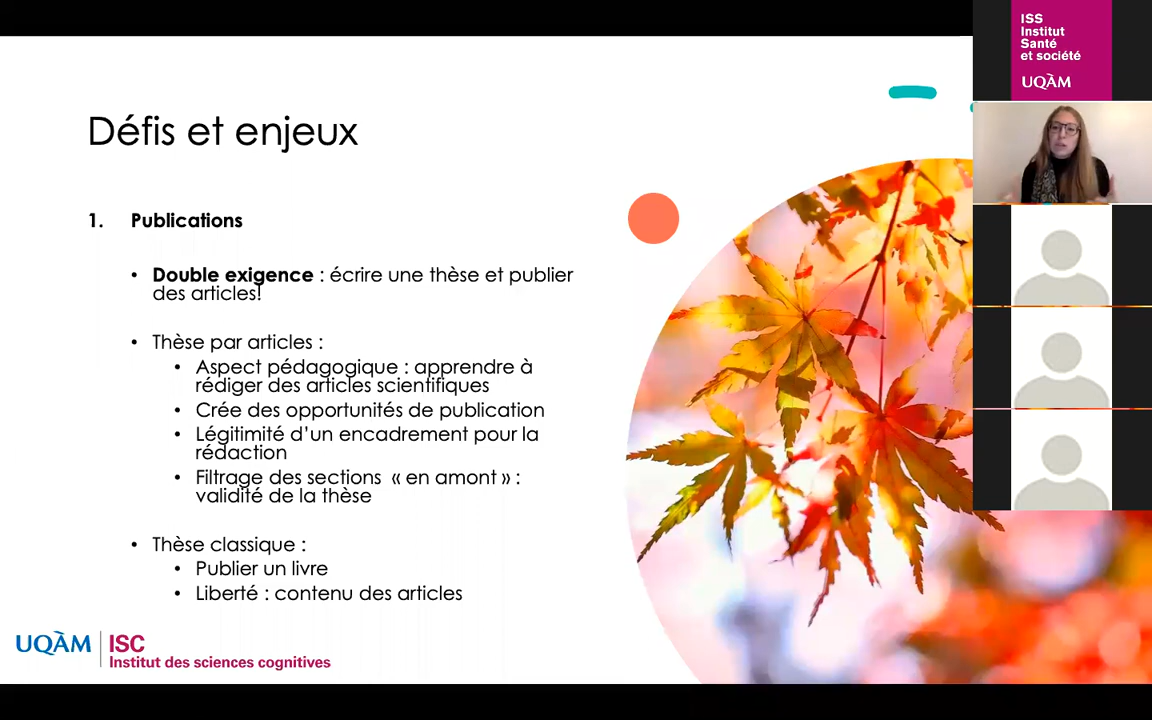 Défis et enjeux
1. Publications
• Double exigence : écrire une thèse et publier
des articles!
• Thèse par articles :
• Aspect pédagogique : apprendre à
rédiger des articles scientifiques
• Crée des opportunités de publication
• Légitimité d’un encadrement pour la
rédaction
• Filtrage des sections « en amont » :
validité de la thèse
• Thèse classique :
• Publier un livre
• Liberté : contenu des articles
UQÀM
ISC
Institut des sciences cognitives
ISS
Institut
Santé
et société
UQÀM